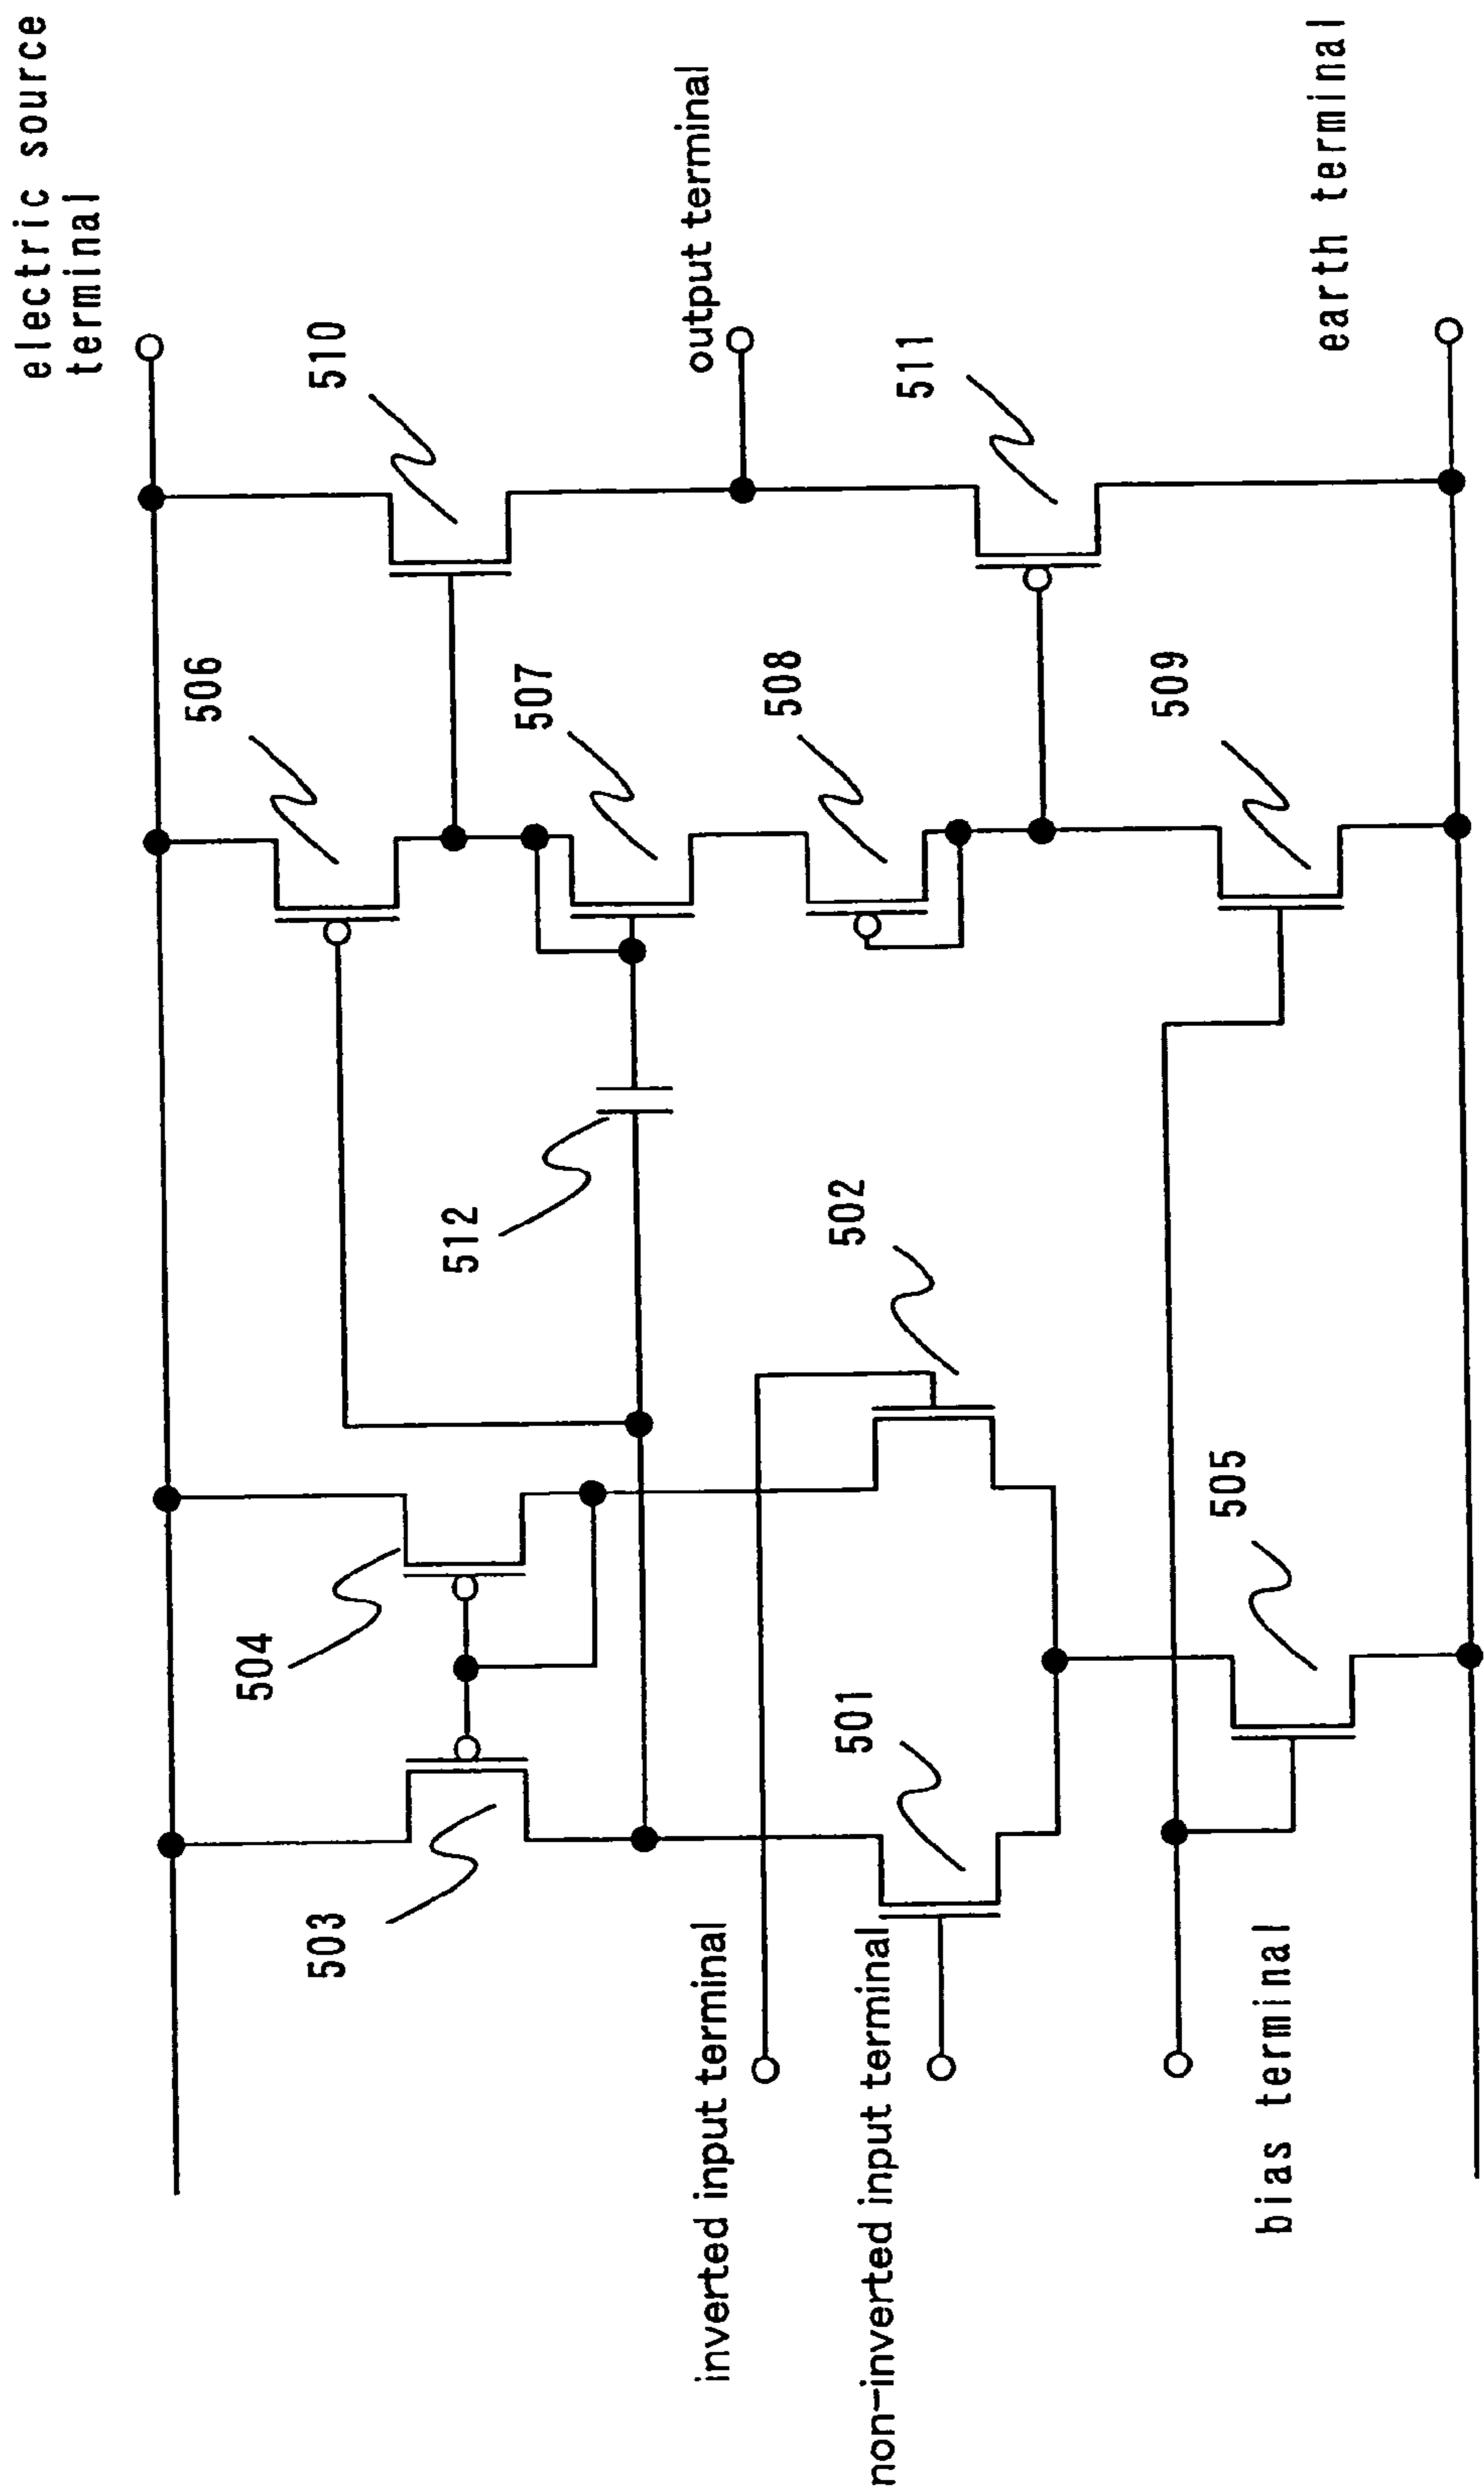 electric source
terminal
output terminal
earth terminal
510
511
506
507
508
509
512
502
504
505
503
501
inverted input terminal
non-inverted input terminal
bias terminal